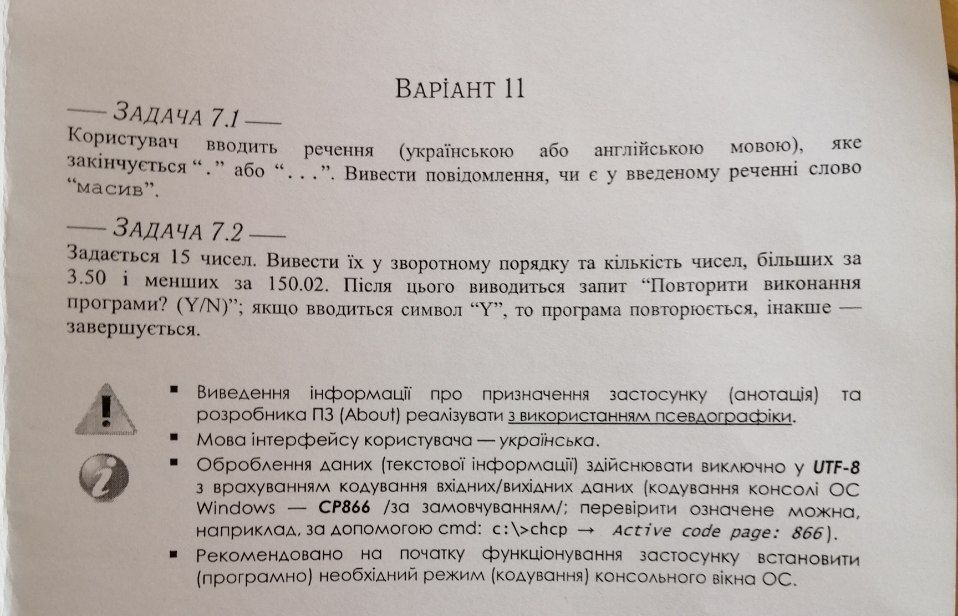 ВАРІАНТ 11
— ЗАДАЧА 7.1 —
Користувач вводить речення (українською або англійською мовою), яке
закінчується “.” або “...”. Вивести повідомлення, чи є у введеному реченні слово
“масив”.
— ЗАДАЧА 7.2 —
Задається 15 чисел. Вивести їх у зворотному порядку та кількість чисел, більших за
3.50 і менших за 150.02. Після цього виводиться запит “Повторити виконання
програми? (Y/N)”; якщо вводиться символ “Y”, то програма повторюється, інакше —
завершується.
▪ Виведення інформації про призначення застосунку (анотація) та
розробника ПЗ (About) реалізувати з використанням псевдографіки.
▪ Мова інтерфейсу користувача — українська.
▪ Оброблення даних (текстової інформації) здійснювати виключно у UTF-8
з врахуванням кодування вхідних/вихідних даних (кодування консолі ОС
Windows — CP866 /за замовчуванням/; перевірити означене можна,
наприклад, за допомогою cmd: c:\>chcp → Active code page: 866).
▪ Рекомендовано на початку функціонування застосунку встановити
(програмно) необхідний режим (кодування) консольного вікна ОС.